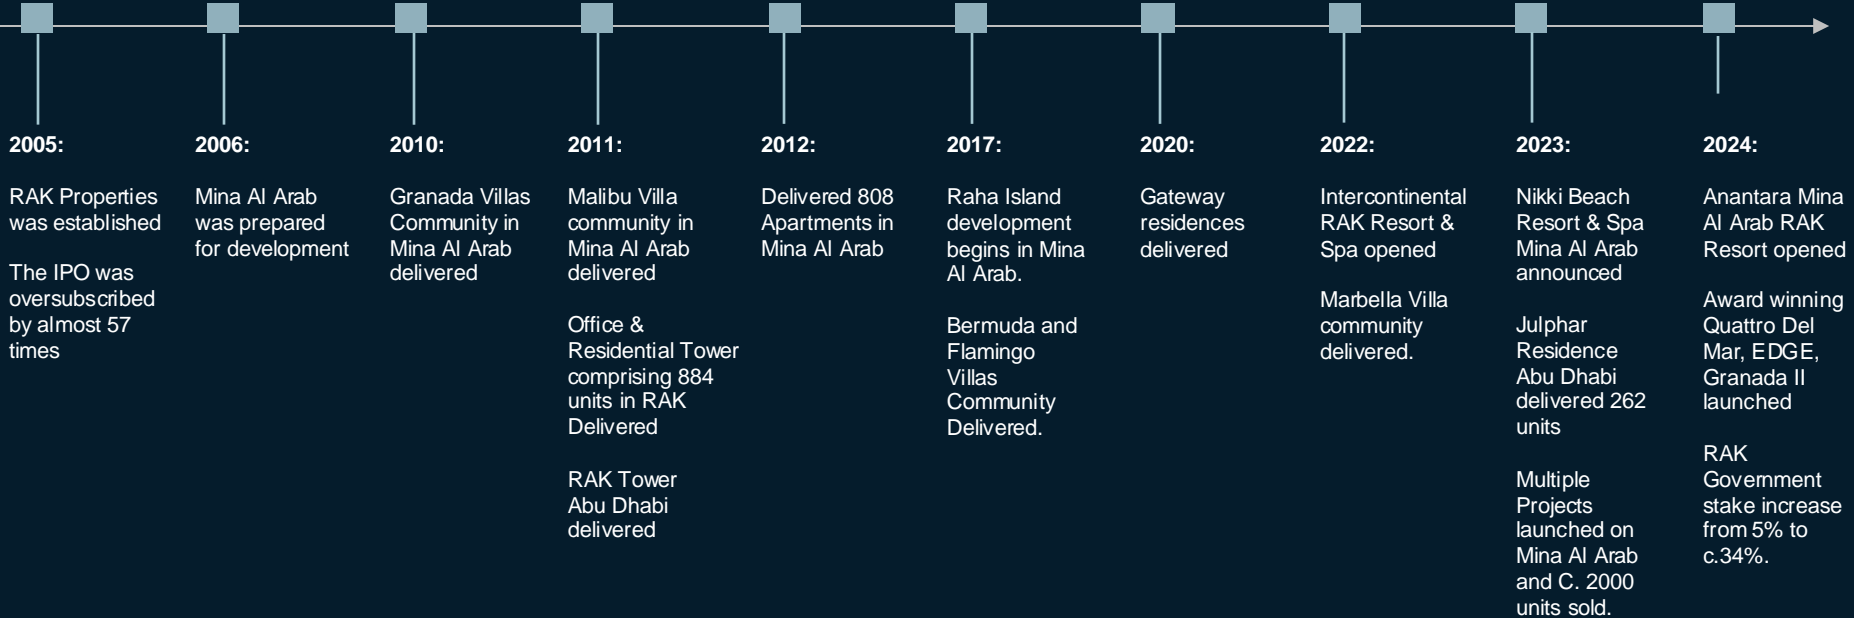 2005:
RAK Properties
was established
The IPO was
oversubscribed
by almost 57
times
2006:
Mina Al Arab
was prepared
for development
2010:
Granada Villas
Community in
Mina Al Arab
delivered
2011:
Malibu Villa
community in
Mina Al Arab
delivered
Office &
Residential Tower
comprising 884
units in RAK
Delivered
RAK Tower
Abu Dhabi
delivered
2012:
Delivered 808
Apartments in
Mina Al Arab
2017:
Raha Island
development
begins in Mina
Al Arab.
Bermuda and
Flamingo
Villas
Community
Delivered.
2020:
Gateway
residences
delivered
2022:
Intercontinental
RAK Resort &
Spa opened
Marbella Villa
community
delivered.
2023:
Nikki Beach
Resort & Spa
Mina Al Arab
announced
Julphar
Residence
Abu Dhabi
delivered 262
units
Multiple
Projects
launched on
Mina Al Arab
and C. 2000
units sold.
2024:
Anantara Mina
Al Arab RAK
Resort opened
Award winning
Quattro Del
Mar, EDGE,
Granada II
launched
RAK
Government
stake increase
from 5% to
c.34%.